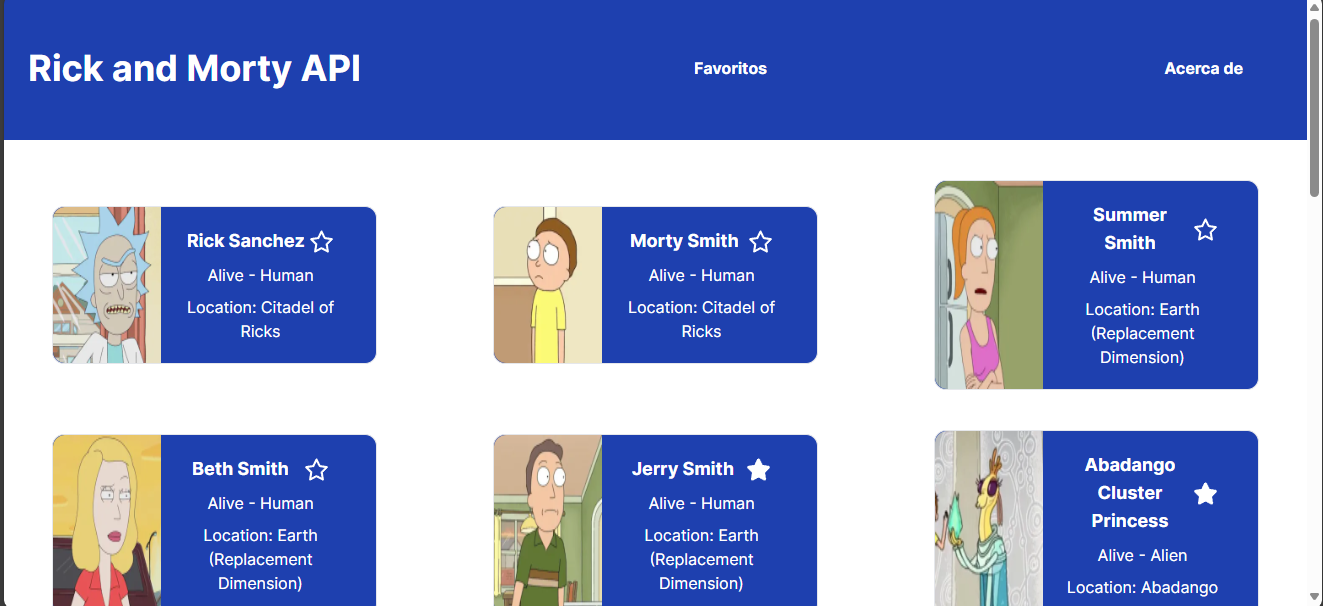 Rick and Morty API
Favoritos
Acerca de
Rick Sanchez
Alive - Human
Location: Citadel of
Ricks
Morty Smith
Alive - Human
Location: Citadel of
Ricks
Summer
Smith
Alive - Human
Location: Earth
(Replacement
Dimension)
Beth Smith
Alive - Human
Location: Earth
(Replacement
Dimension)
Jerry Smith
Alive - Human
Location: Earth
(Replacement
Dimension)
Abadango
Cluster
Princess
Alive - Alien
Location: Abadango